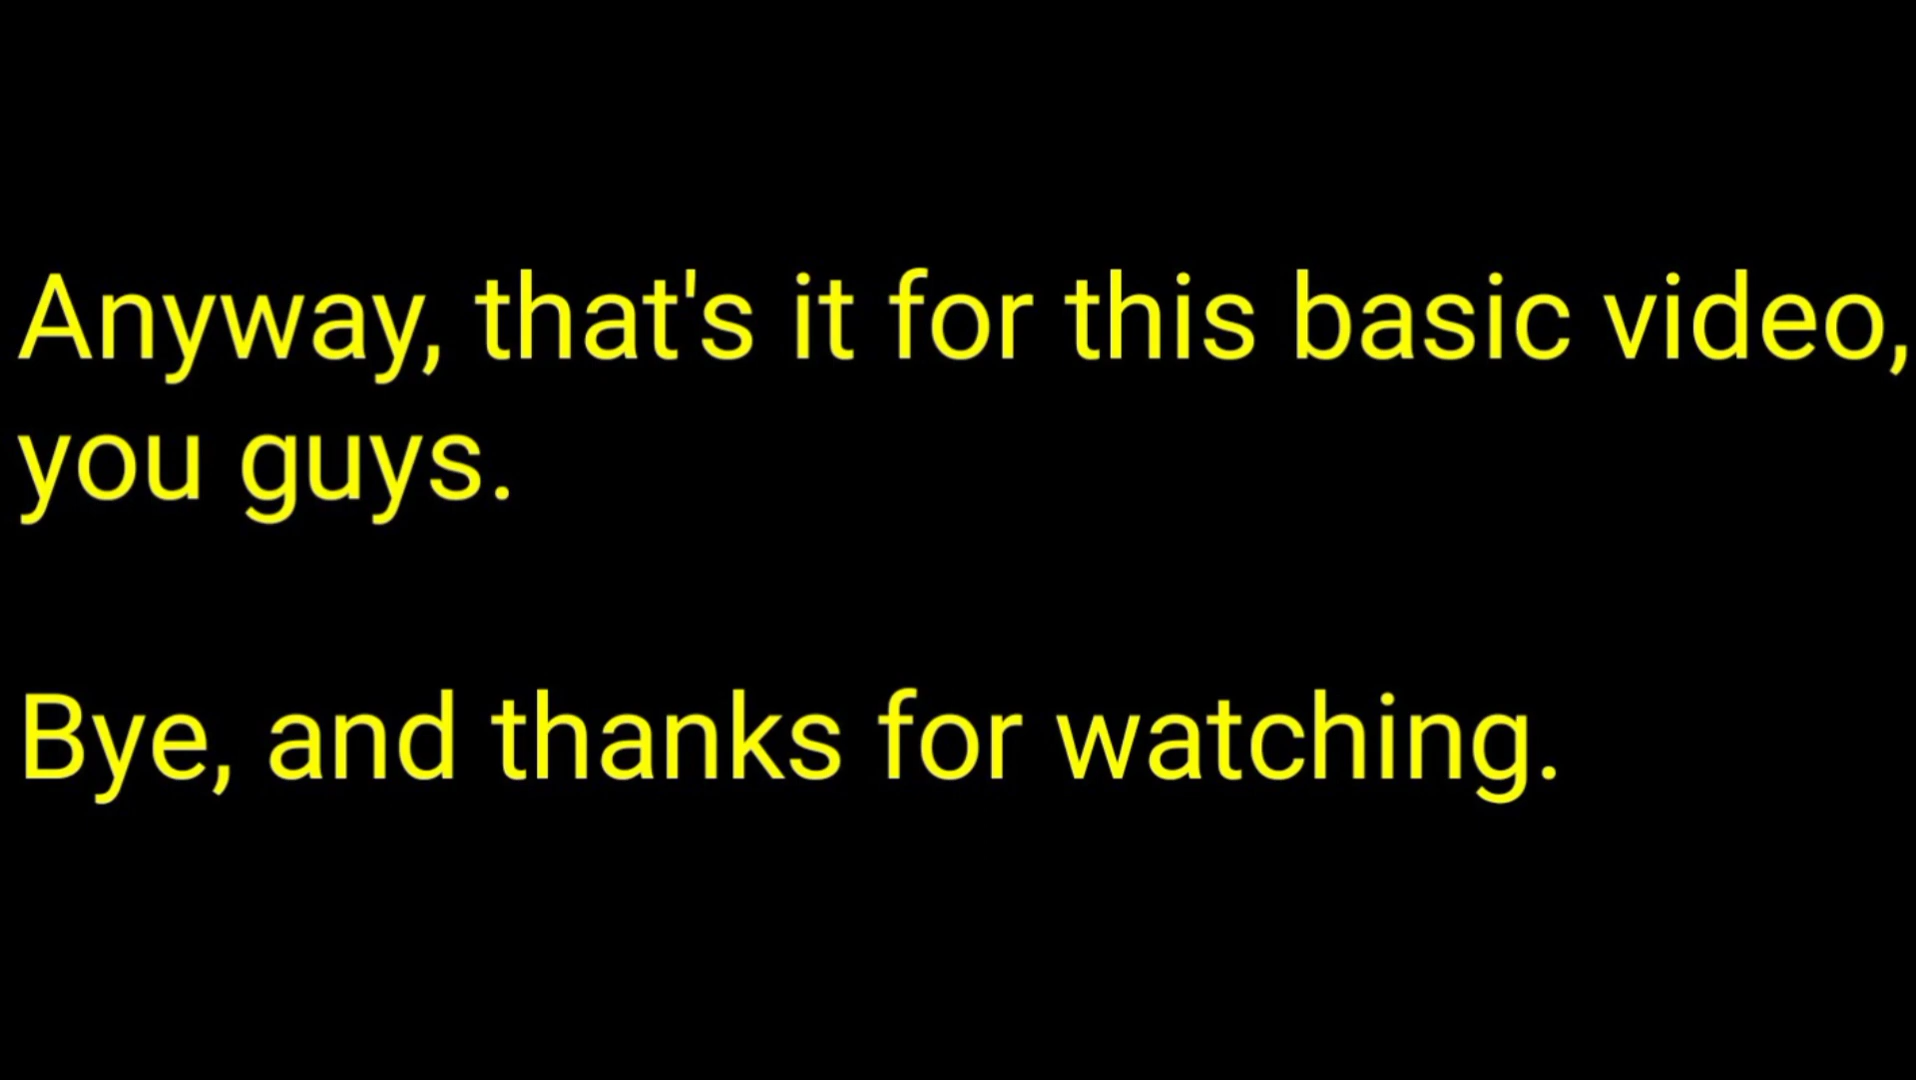 Anyway, that's it for this basic video,
you guys.
Bye, and thanks for watching.